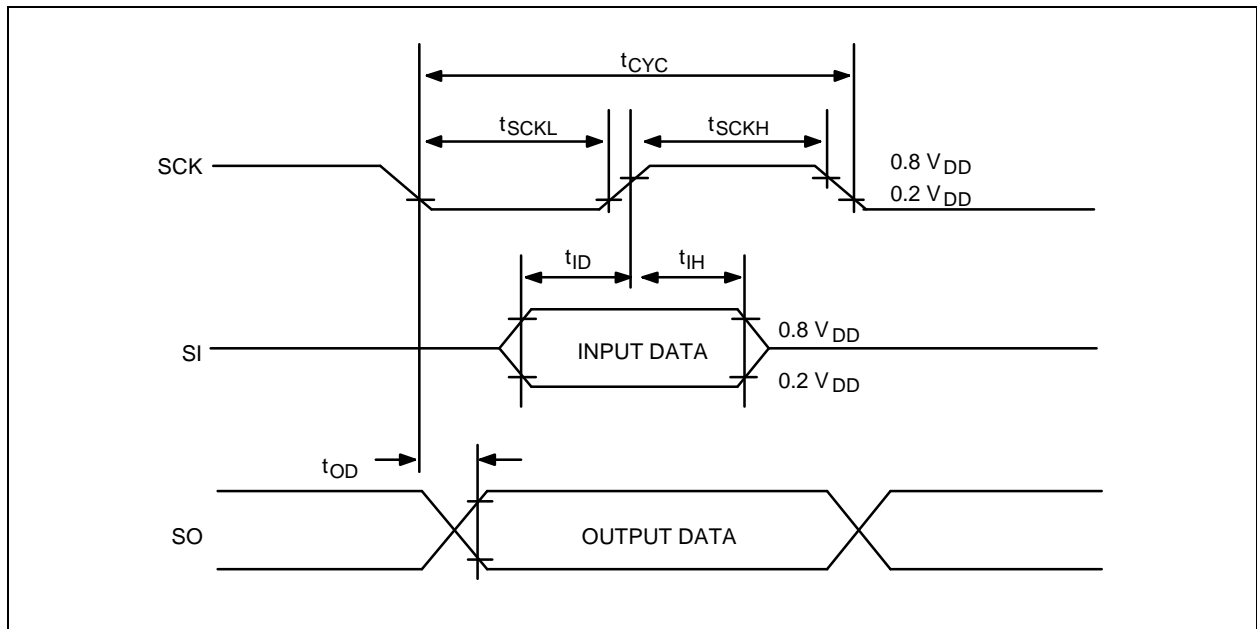 tCYC
tSCKL
tSCKH
SCK
0.8 VDD
0.2 VDD
tID
tIH
SI
INPUT DATA
0.8 VDD
0.2 VDD
tOD
SO
OUTPUT DATA